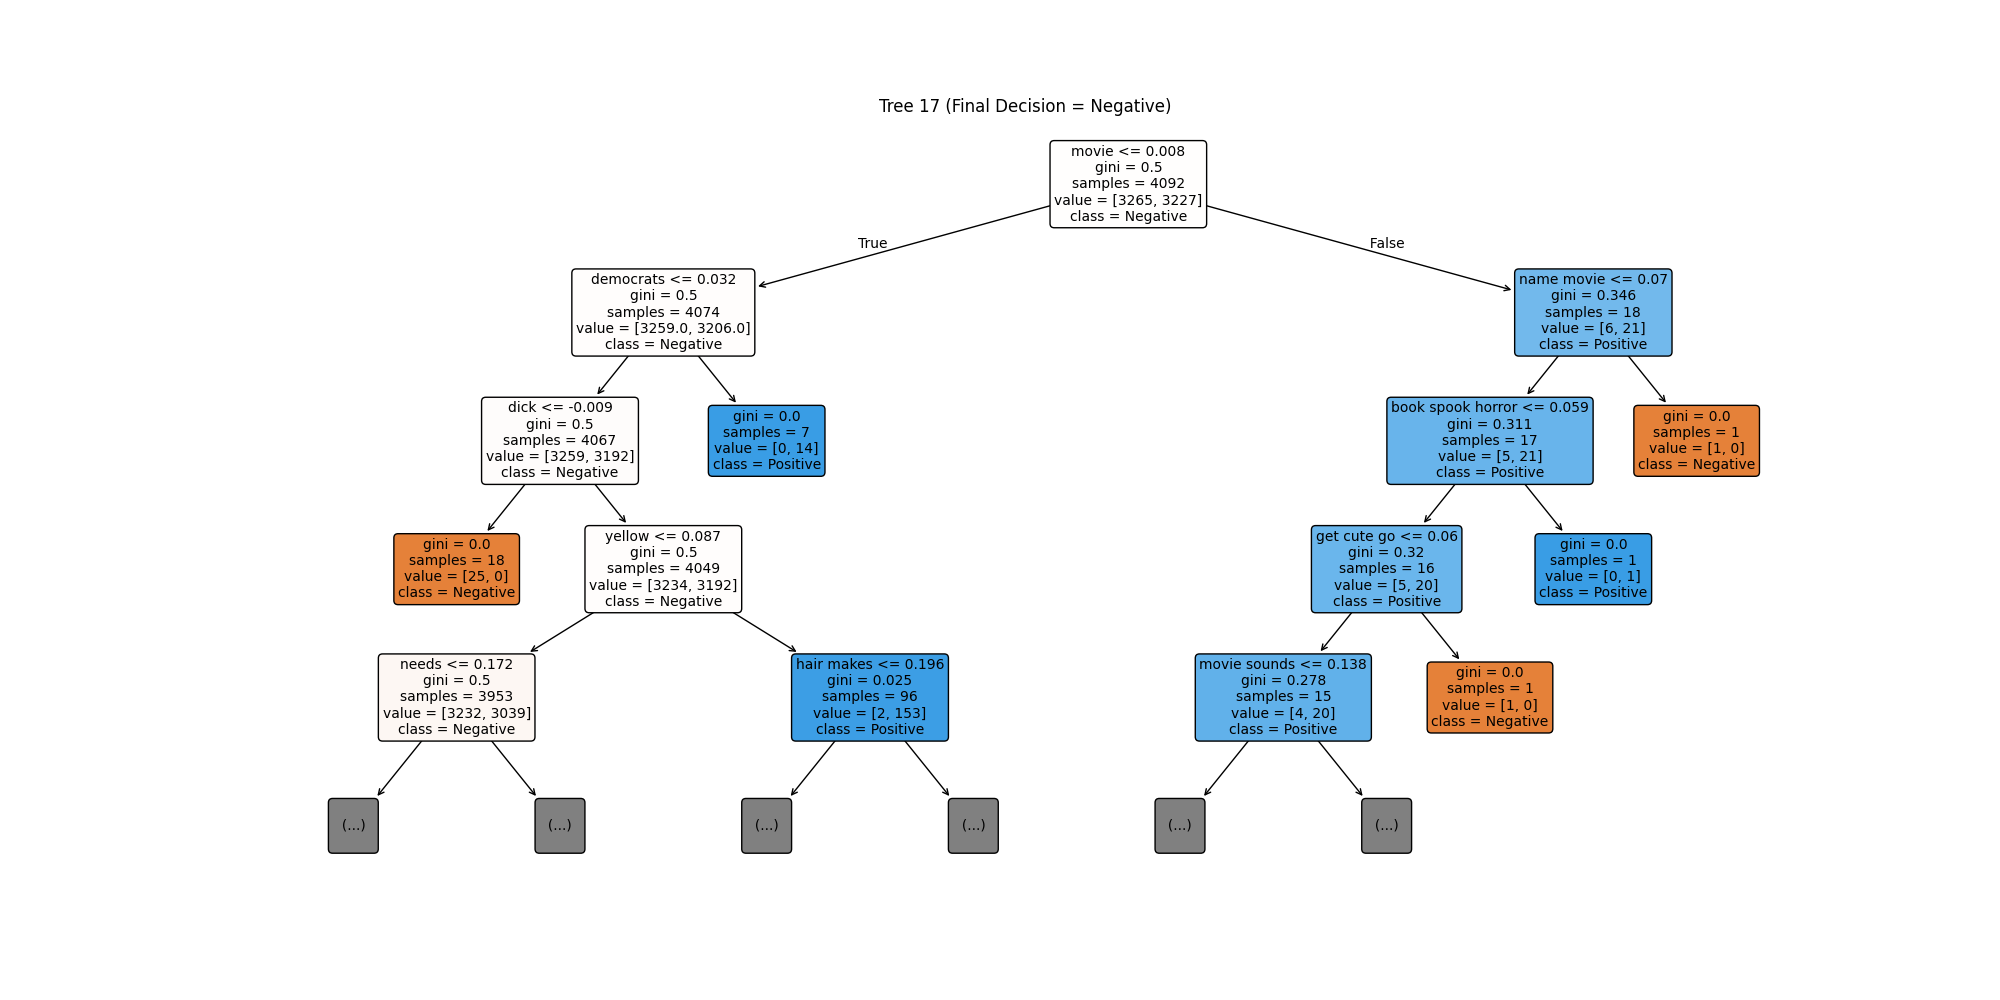 Tree 17 (Final Decision = Negative)
movie <= 0.008
gini = 0.5
samples = 4092
value = [3265, 3227]
class = Negative
True
False
democrats <= 0.032
gini = 0.5
samples = 4074
value = [3259.0, 3206.0]
class = Negative
name movie <= 0.07
gini = 0.346
samples = 18
value = [6, 21]
class = Positive
dick <= -0.009
gini = 0.5
samples = 4067
value = [3259, 3192]
class = Negative
gini = 0.0
samples = 7
value = [0, 14]
class = Positive
book spook horror <= 0.059
gini = 0.311
samples = 17
value = [5, 21]
class = Positive
gini = 0.0
samples = 1
value = [1, 0]
class = Negative
gini = 0.0
samples = 18
value = [25, 0]
class = Negative
yellow <= 0.087
gini = 0.5
samples = 4049
value = [3234, 3192]
class = Negative
get cute go <= 0.06
gini = 0.32
samples = 16
value = [5, 20]
class = Positive
gini = 0.0
samples = 1
value = [0, 1]
class = Positive
needs <= 0.172
gini = 0.5
samples = 3953
value = [3232, 3039]
class = Negative
hair makes <= 0.196
gini = 0.025
samples = 96
value = [2, 153]
class = Positive
movie sounds <= 0.138
gini = 0.278
samples = 15
value = [4, 20]
class = Positive
gini = 0.0
samples = 1
value = [1, 0]
class = Negative
(...)
(...)
(...)
(...)
(...)
(...)